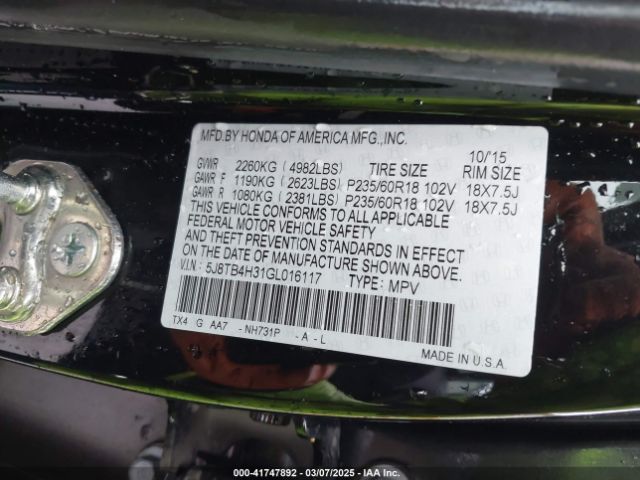 MFD.BY HONDA OF AMERICA MFG.,INC.
10/15
GVWR 2260KG (4982LBS) TIRE SIZE RIM SIZE
GAWR F 1190KG (2623LBS) P235/60R18 102V 18X7.5J
GAWR R 1080KG (2381LBS) P235/60R18 102V 18X7.5J
THIS VEHICLE CONFORMS TO ALL APPLICABLE
FEDERAL MOTOR VEHICLE SAFETY
AND THEFT PREVENTION STANDARDS IN EFFECT
ON THE DATE OF MANUFACTURE SHOWN ABOVE.
V.I.N: 5J8TB4H31GL016117 TYPE: MPV
TX4 G AA7 - NH731P - A - L
MADE IN U.S.A
000-41747892 — 03/07/2025 — IAA Inc.